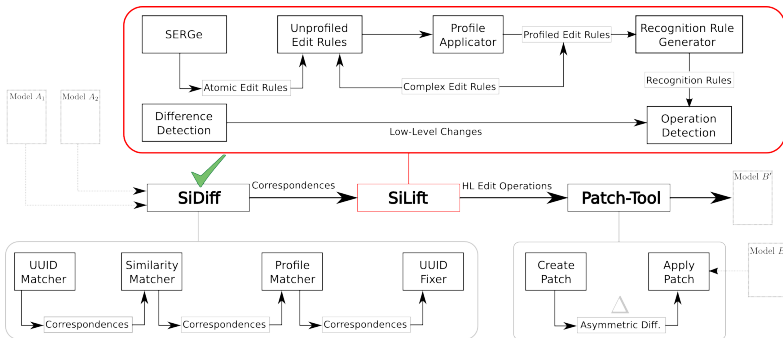 SERGe
Unprofiled
Edit Rules
Profile
Applicator
Profiled Edit Rules
Recognition Rule
Generator
Atomic Edit Rules
Complex Edit Rules
Recognition Rules
Model A1
Model A2
Difference
Detection
Low-Level Changes
Operation
Detection
SiDiff
Correspondences
SiLift
HL Edit Operations
Patch-Tool
Model B'
UUID
Matcher
Similarity
Matcher
Profile
Matcher
UUID
Fixer
Correspondences
Correspondences
Correspondences
Create
Patch
Apply
Patch
Δ
Asymmetric Diff.
Model B